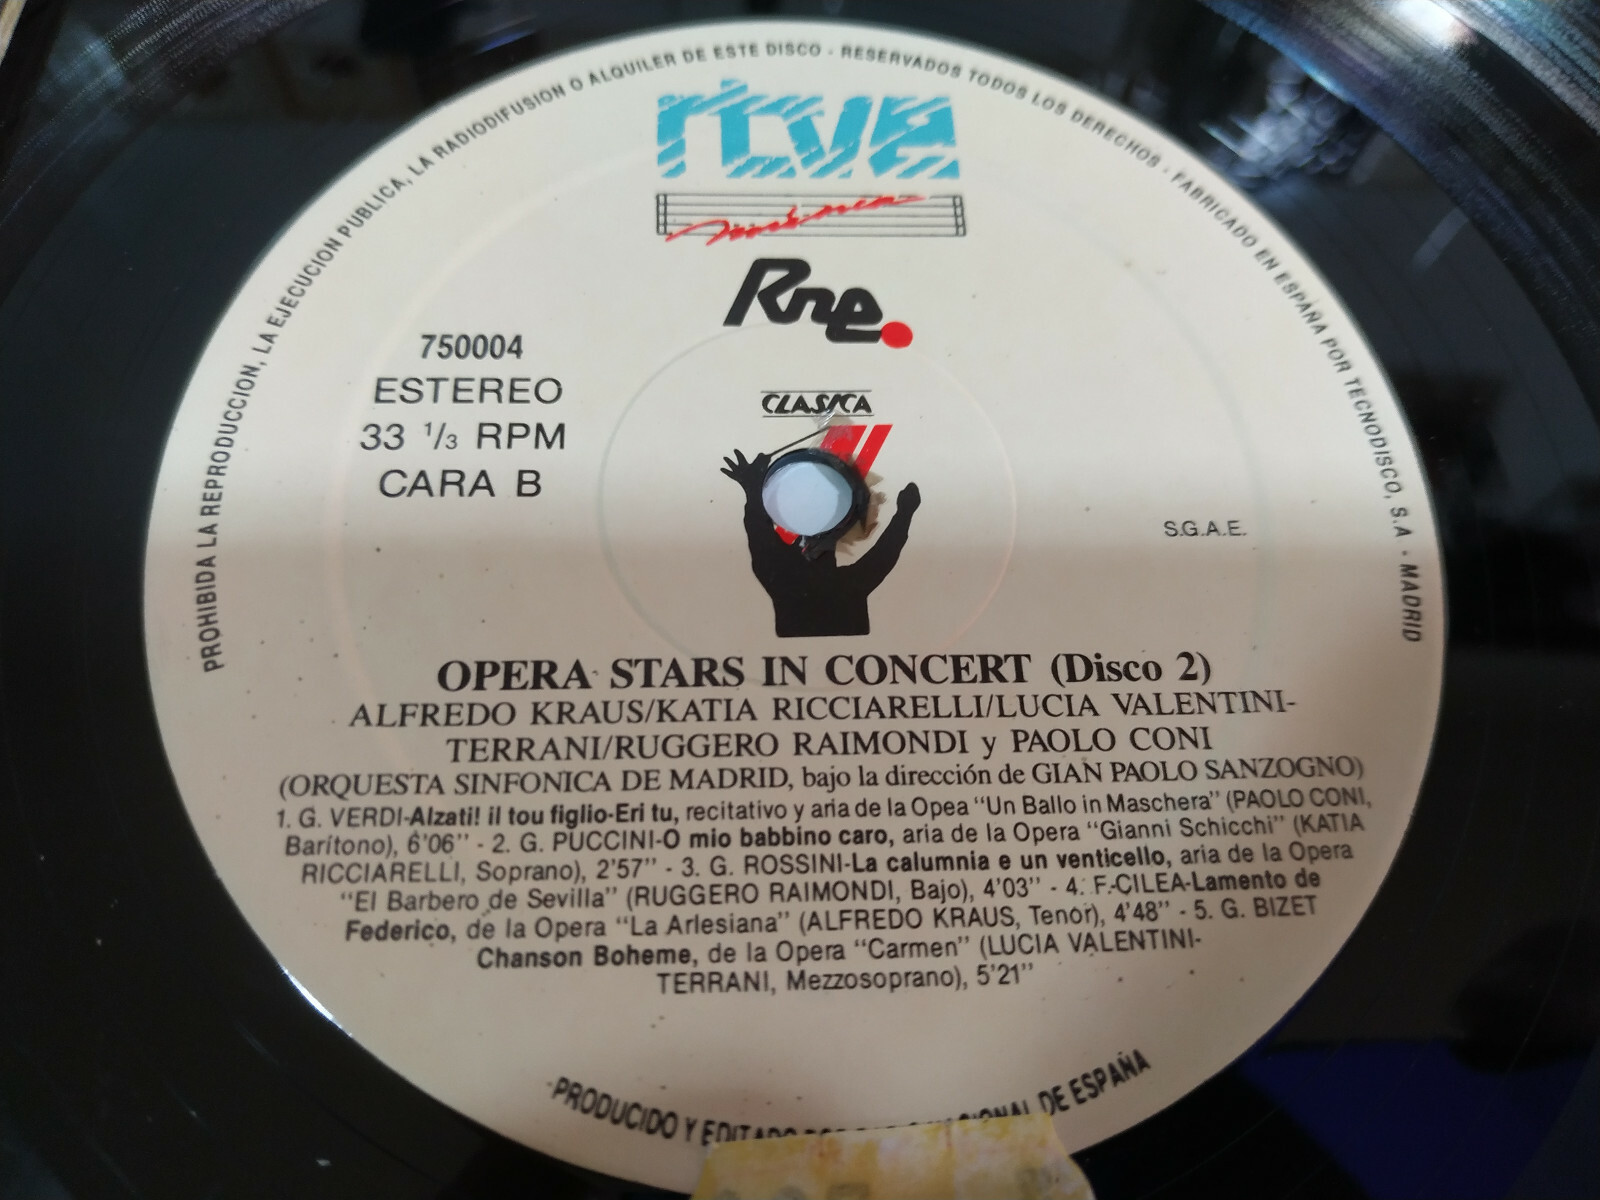 PROHIBIDA LA REPRODUCCION, LA EJECUCION PUBLICA, LA RADIODIFUSION O ALQUILER DE ESTE DISCO - RESERVADOS TODOS LOS DERECHOS - FABRICADO EN ESPAÑA POR TECNODISCO, S.A - MADRID
rtve
música
Rne.
CLASICA
750004
ESTEREO
33 1/3 RPM
CARA B
S.G.A.E.
OPERA STARS IN CONCERT (Disco 2)
ALFREDO KRAUS/KATIA RICCIARELLI/LUCIA VALENTINI-
TERRANI/RUGGERO RAIMONDI y PAOLO CONI
(ORQUESTA SINFONICA DE MADRID, bajo la dirección de GIAN PAOLO SANZOGNO)
1. G. VERDI-Alzati! il tou figlio-Eri tu, recitativo y aria de la Opea "Un Ballo in Maschera" (PAOLO CONI,
Barítono), 6'06" - 2. G. PUCCINI-O mio babbino caro, aria de la Opera "Gianni Schicchi" (KATIA
RICCIARELLI, Soprano), 2'57" - 3. G. ROSSINI-La calumnia e un venticello, aria de la Opera
"El Barbero de Sevilla" (RUGGERO RAIMONDI, Bajo), 4'03" - 4. F.-CILEA-Lamento de
Federico, de la Opera "La Arlesiana" (ALFREDO KRAUS, Tenor), 4'48" - 5. G. BIZET
Chanson Boheme, de la Opera "Carmen" (LUCIA VALENTINI-
TERRANI, Mezzosoprano), 5'21"
PRODUCIDO Y EDITADO DE ESPAÑA